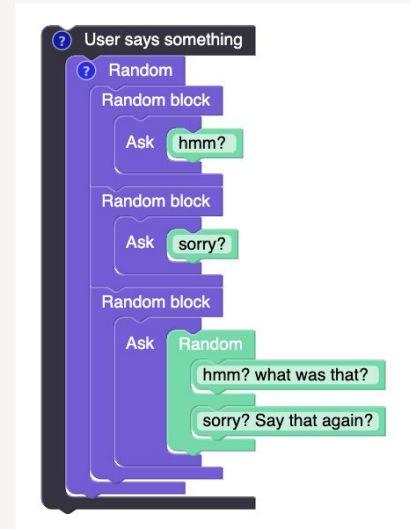 ? User says something
? Random
Random block
Ask hmm?
Random block
Ask sorry?
Random block
Ask Random
hmm? what was that?
sorry? Say that again?